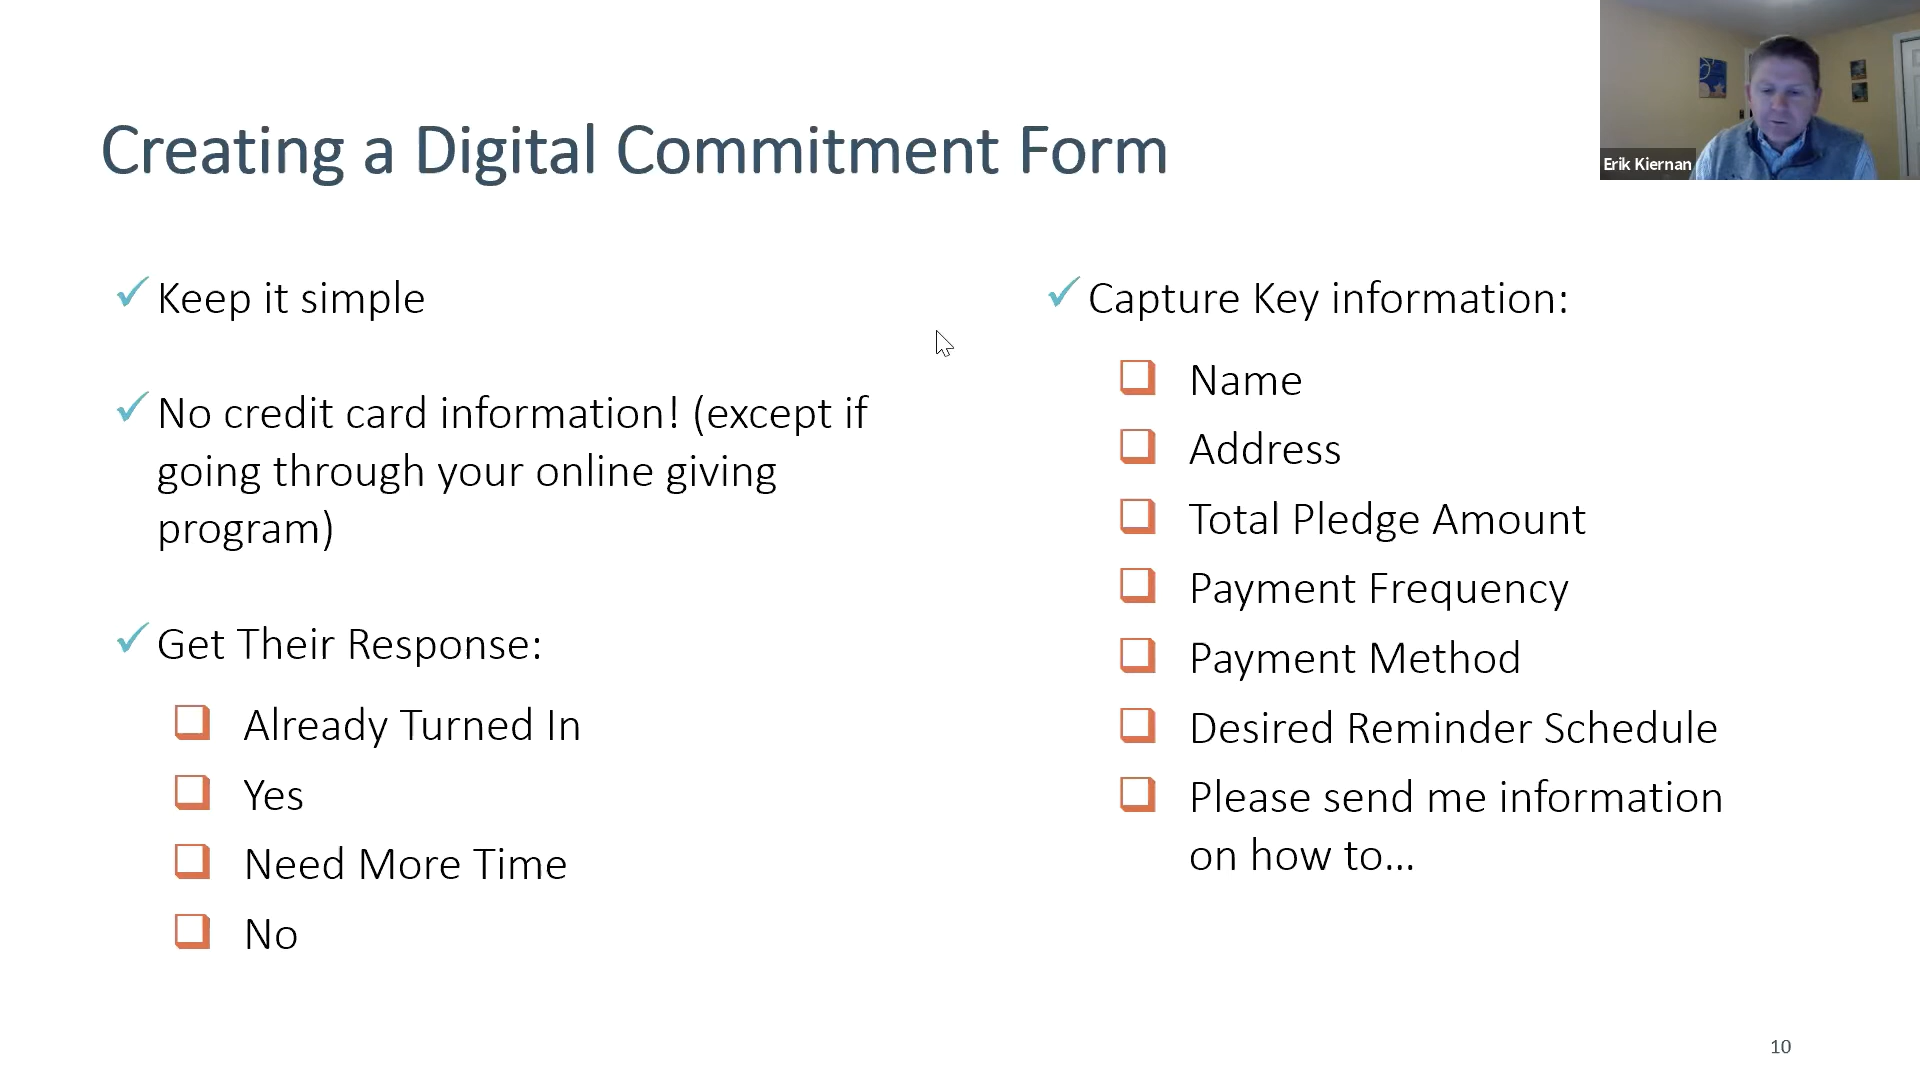 Creating a Digital Commitment Form
Erik Kiernan
Keep it simple
No credit card information! (except if
going through your online giving
program)
Get Their Response:
Already Turned In
Yes
Need More Time
No
Capture Key information:
Name
Address
Total Pledge Amount
Payment Frequency
Payment Method
Desired Reminder Schedule
Please send me information
on how to...
10